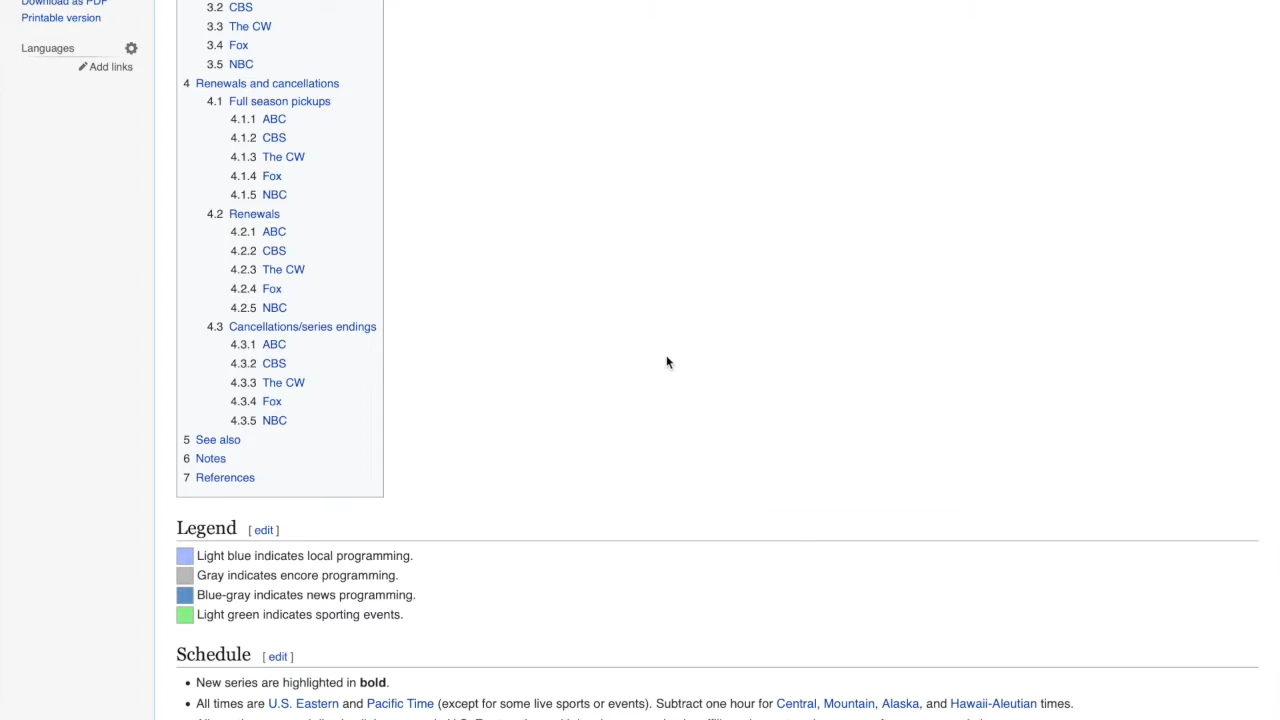 Download as PDF
Printable version
Languages
Add links
3.2 CBS
3.3 The CW
3.4 Fox
3.5 NBC
4 Renewals and cancellations
4.1 Full season pickups
4.1.1 ABC
4.1.2 CBS
4.1.3 The CW
4.1.4 Fox
4.1.5 NBC
4.2 Renewals
4.2.1 ABC
4.2.2 CBS
4.2.3 The CW
4.2.4 Fox
4.2.5 NBC
4.3 Cancellations/series endings
4.3.1 ABC
4.3.2 CBS
4.3.3 The CW
4.3.4 Fox
4.3.5 NBC
5 See also
6 Notes
7 References
Legend [ edit ]
Light blue indicates local programming.
Gray indicates encore programming.
Blue-gray indicates news programming.
Light green indicates sporting events.
Schedule [ edit ]
• New series are highlighted in bold.
• All times are U.S. Eastern and Pacific Time (except for some live sports or events). Subtract one hour for Central, Mountain, Alaska, and Hawaii-Aleutian times.